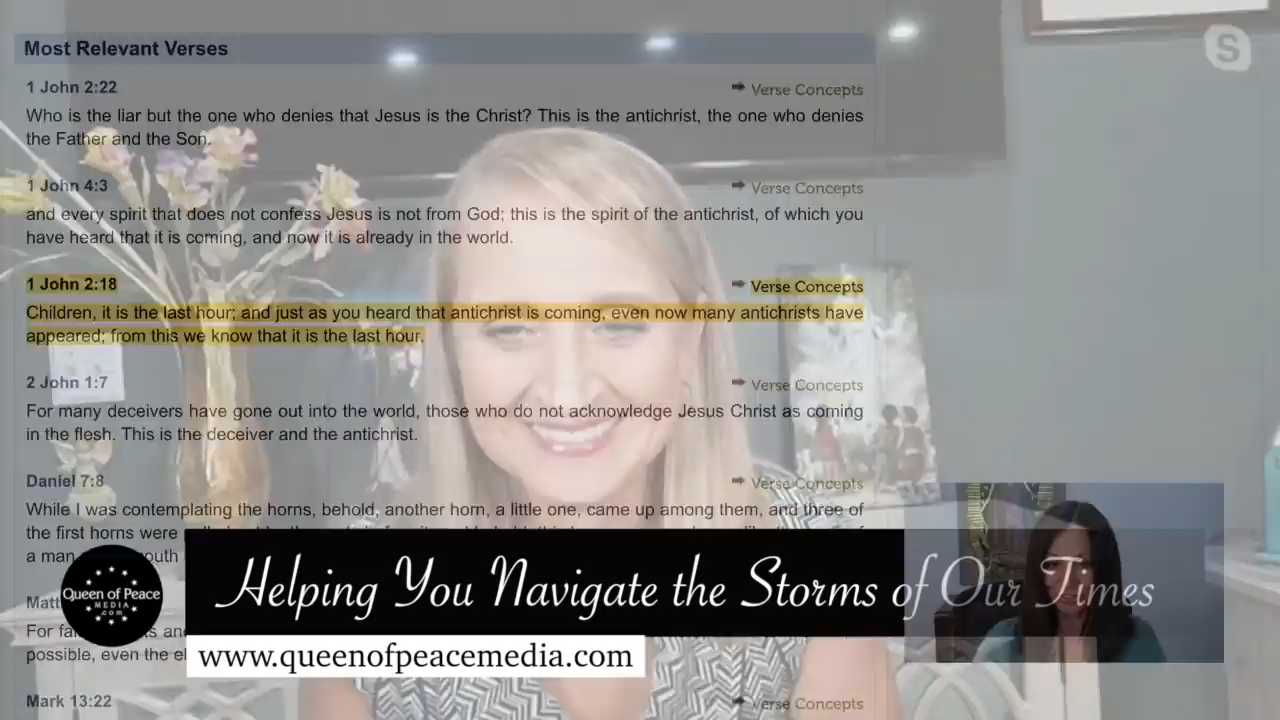 Most Relevant Verses
1 John 2:22
Verse Concepts
Who is the liar but the one who denies that Jesus is the Christ? This is the antichrist, the one who denies
the Father and the Son.
1 John 4:3
Verse Concepts
and every spirit that does not confess Jesus is not from God; this is the spirit of the antichrist, of which you
have heard that it is coming, and now it is already in the world.
1 John 2:18
Verse Concepts
Children, it is the last hour; and just as you heard that antichrist is coming, even now many antichrists have
appeared; from this we know that it is the last hour.
2 John 1:7
Verse Concepts
For many deceivers have gone out into the world, those who do not acknowledge Jesus Christ as coming
in the flesh. This is the deceiver and the antichrist.
Daniel 7:8
Verse Concepts
While I was contemplating the horns, behold, another horn, a little one, came up among them, and three of
the first horns were
a man
Queen of Peace
MEDIA
.com
Helping You Navigate the Storms of Our Times
For
possible, even the
www.queenofpeacemedia.com
Mark 13:22
Verse Concepts